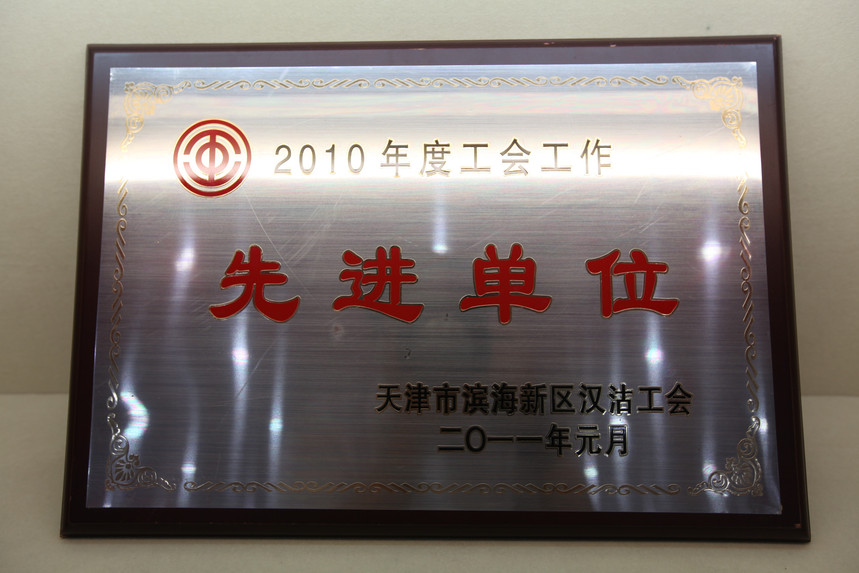 2010年度工会工作
先进单位
天津市滨海新区汉沽工会
二〇一一年元月